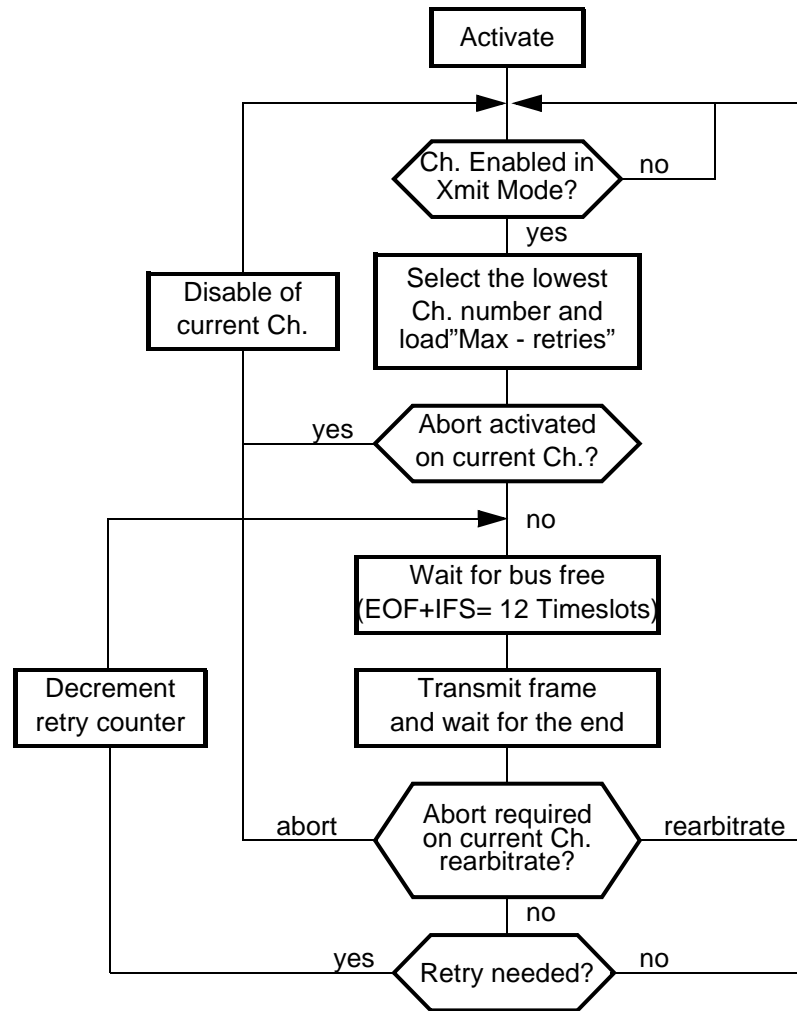 Activate
Ch. Enabled in
Xmit Mode?
no
yes
Disable of
current Ch.
Select the lowest
Ch. number and
load”Max - retries”
yes
Abort activated
on current Ch.?
no
Wait for bus free
(EOF+IFS= 12 Timeslots)
Decrement
retry counter
Transmit frame
and wait for the end
abort
Abort required
on current Ch.
rearbitrate?
rearbitrate
no
yes
Retry needed?
no